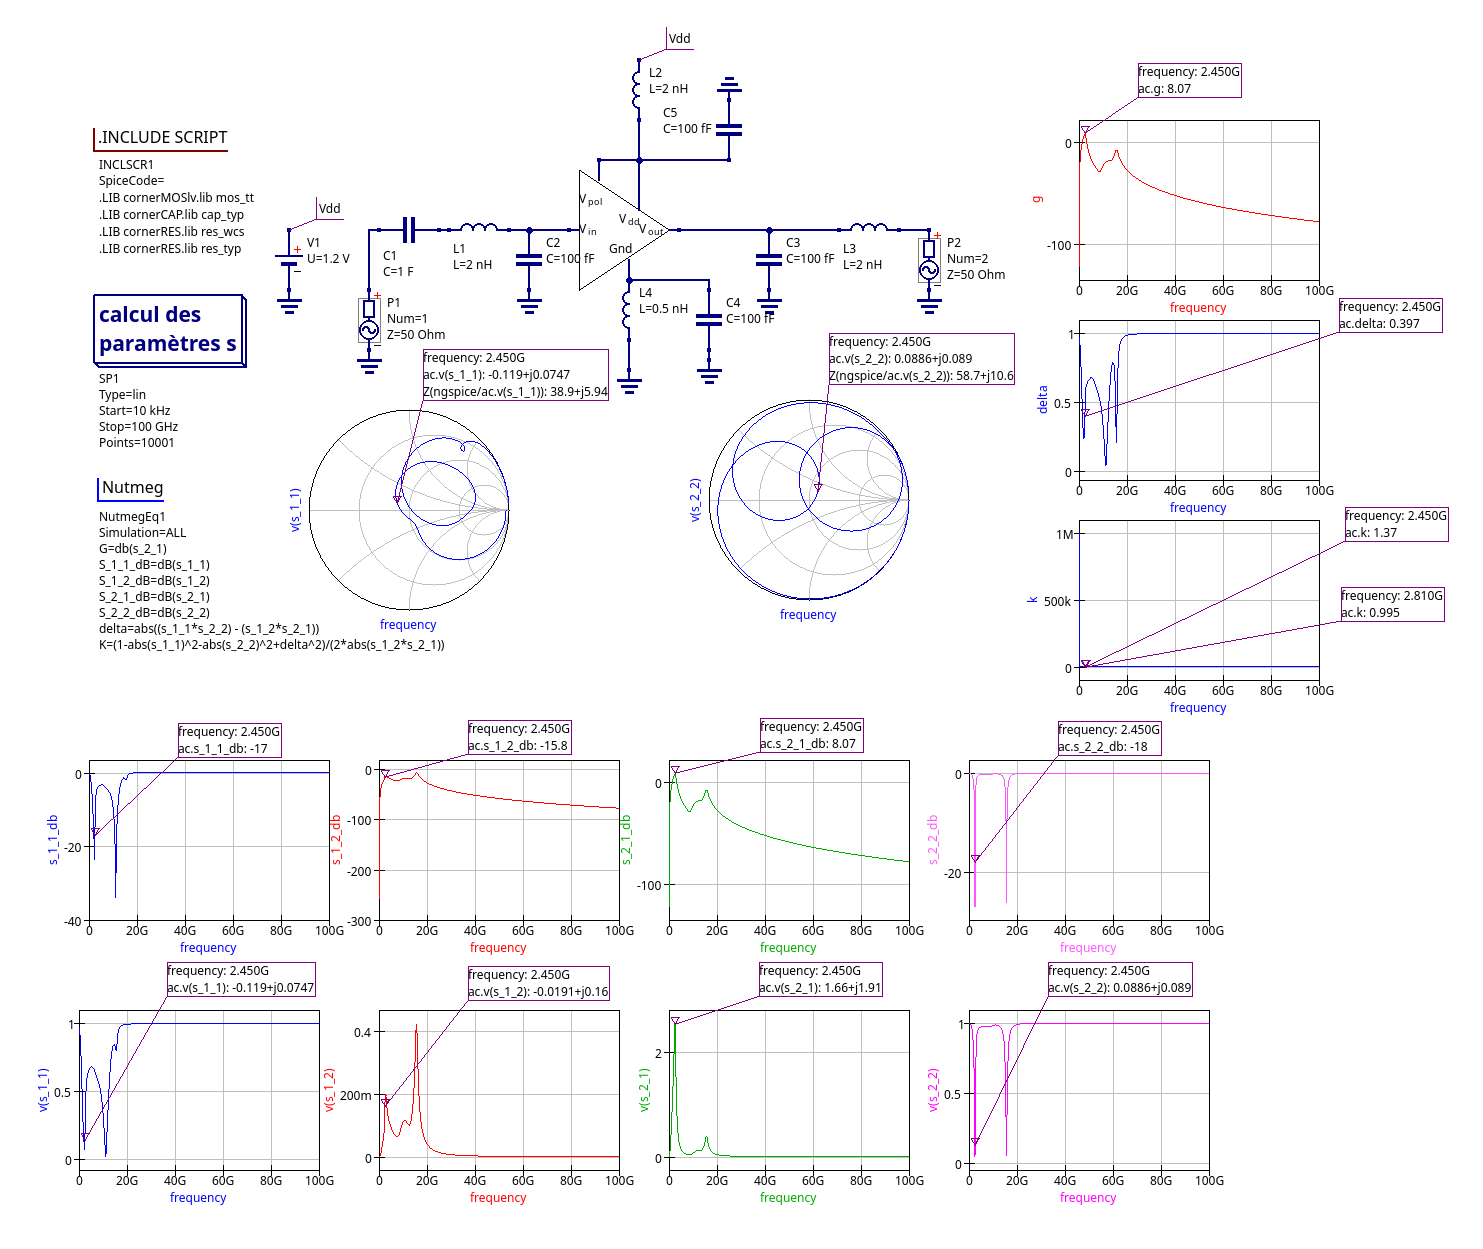 Vdd
L2
L=2 nH
C5
C=100 fF
.INCLUDE SCRIPT
INCLSCR1
SpiceCode=
.LIB cornerMOSlv.lib mos_tt
.LIB cornerCAP.lib cap_typ
.LIB cornerRES.lib res_wcs
.LIB cornerRES.lib res_typ
Vdd
V1
U=1.2 V
+
−
C1
C=1 F
L1
L=2 nH
C2
C=100 fF
Vpol
Vin
Vdd
Vout
Gnd
C3
C=100 fF
L3
L=2 nH
P2
Num=2
Z=50 Ohm
+
−
P1
Num=1
Z=50 Ohm
+
−
L4
L=0.5 nH
C4
C=100 fF
calcul des
paramètres s
SP1
Type=lin
Start=10 kHz
Stop=100 GHz
Points=10001
Nutmeg
NutmegEq1
Simulation=ALL
G=db(s_2_1)
S_1_1_dB=dB(s_1_1)
S_1_2_dB=dB(s_1_2)
S_2_1_dB=dB(s_2_1)
S_2_2_dB=dB(s_2_2)
delta=abs((s_1_1*s_2_2) - (s_1_2*s_2_1))
K=(1-abs(s_1_1)^2-abs(s_2_2)^2+delta^2)/(2*abs(s_1_2*s_2_1))
frequency: 2.450G
ac.v(s_1_1): -0.119+j0.0747
Z(ngspice/ac.v(s_1_1)): 38.9+j5.94
v(s_1_1)
frequency
frequency: 2.450G
ac.v(s_2_2): 0.0886+j0.089
Z(ngspice/ac.v(s_2_2)): 58.7+j10.6
v(s_2_2)
frequency
frequency: 2.450G
ac.g: 8.07
0
-100
g
0 20G 40G 60G 80G 100G
frequency
frequency: 2.450G
ac.delta: 0.397
1
0.5
0
delta
0 20G 40G 60G 80G 100G
frequency
frequency: 2.450G
ac.k: 1.37
frequency: 2.810G
ac.k: 0.995
1M
500k
0
k
0 20G 40G 60G 80G 100G
frequency
frequency: 2.450G
ac.s_1_1_db: -17
0
-20
-40
s_1_1_db
0 20G 40G 60G 80G 100G
frequency
frequency: 2.450G
ac.s_1_2_db: -15.8
0
-100
-200
-300
s_1_2_db
0 20G 40G 60G 80G 100G
frequency
frequency: 2.450G
ac.s_2_1_db: 8.07
0
-100
s_2_1_db
0 20G 40G 60G 80G 100G
frequency
frequency: 2.450G
ac.s_2_2_db: -18
0
-20
s_2_2_db
0 20G 40G 60G 80G 100G
frequency
frequency: 2.450G
ac.v(s_1_1): -0.119+j0.0747
1
0.5
0
v(s_1_1)
0 20G 40G 60G 80G 100G
frequency
frequency: 2.450G
ac.v(s_1_2): -0.0191+j0.16
0.4
200m
0
v(s_1_2)
0 20G 40G 60G 80G 100G
frequency
frequency: 2.450G
ac.v(s_2_1): 1.66+j1.91
2
0
v(s_2_1)
0 20G 40G 60G 80G 100G
frequency
frequency: 2.450G
ac.v(s_2_2): 0.0886+j0.089
1
0.5
0
v(s_2_2)
0 20G 40G 60G 80G 100G
frequency